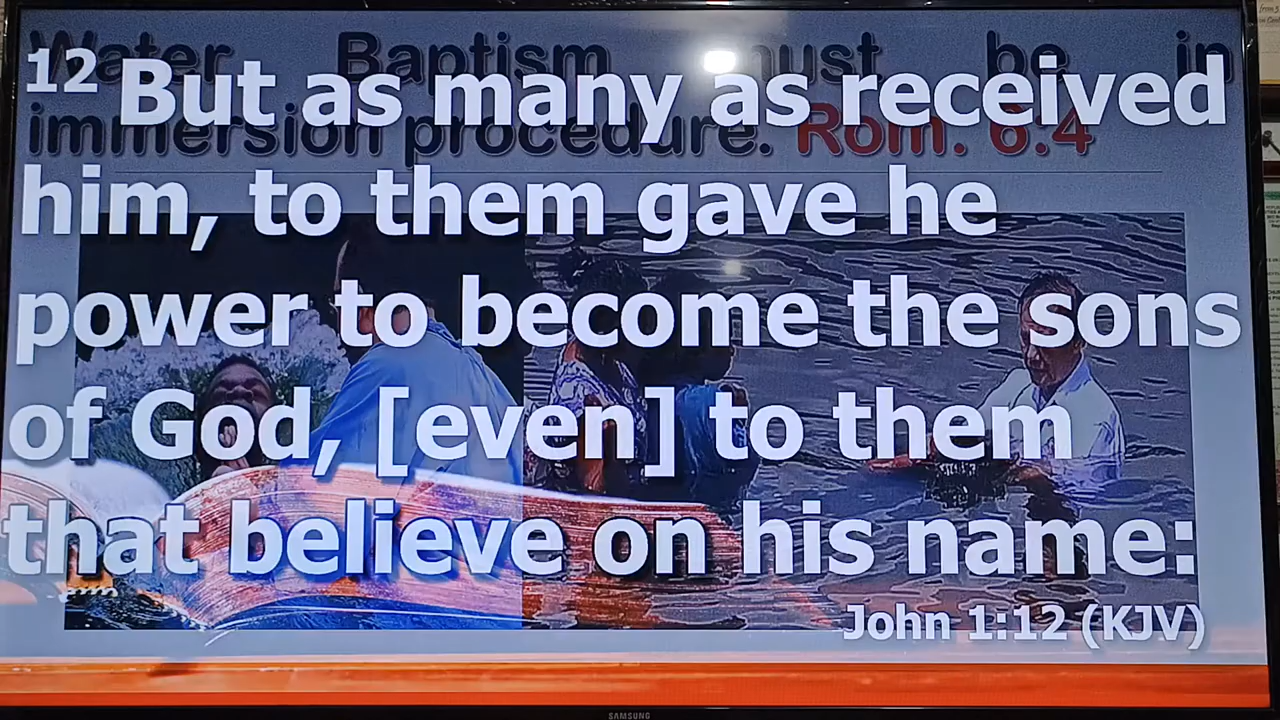 Water Baptism must be in
immersion procedure. Rom. 6:4
12 But as many as received
him, to them gave he
power to become the sons
of God, [even] to them
that believe on his name:
John 1:12 (KJV)
SAMSUNG